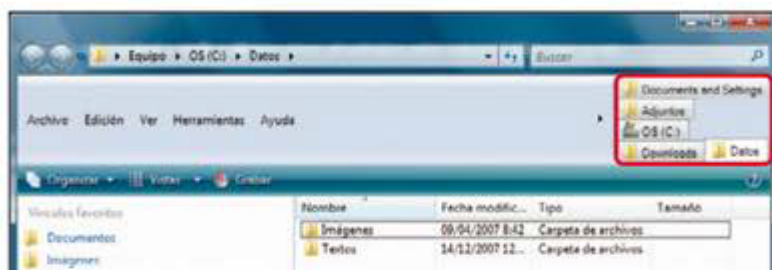 Equipo ▸ OS (C:) ▸ Datos ▸
Buscar
Documents and Settings
Archivo Edición Ver Herramientas Ayuda
Adjuntos
OS (C:)
Downloads Datos
Organizar Vistas Grabar
Vínculos favoritos
Nombre Fecha modific... Tipo Tamaño
Documentos
Imágenes 09/04/2007 8:42 Carpeta de archivos
Imágenes
Textos 14/12/2007 12... Carpeta de archivos